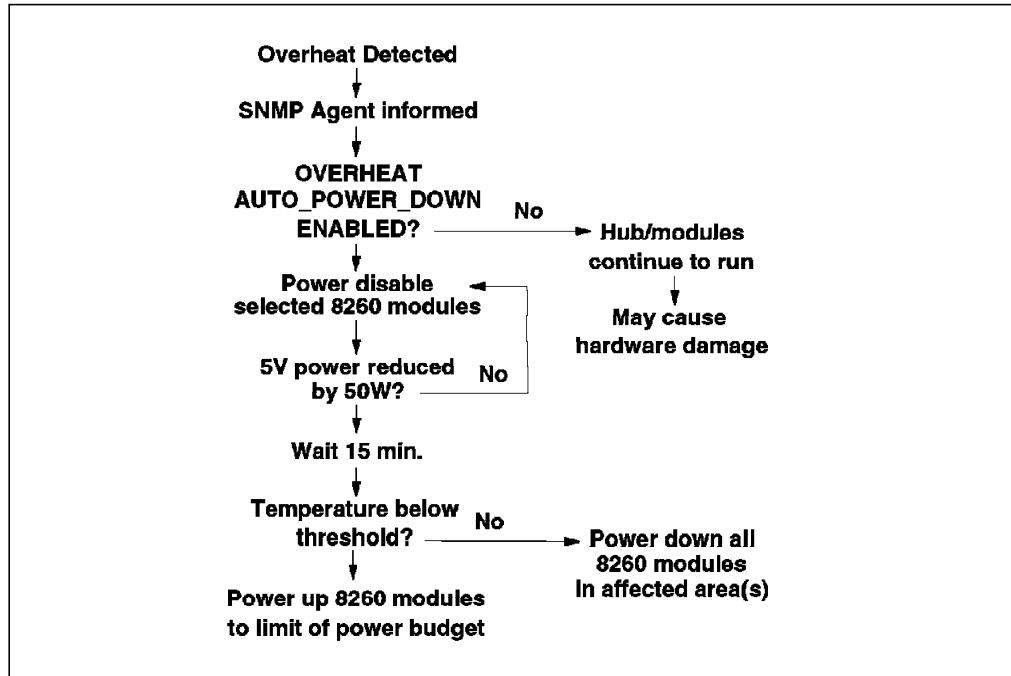 Overheat Detected
SNMP Agent informed
OVERHEAT
AUTO_POWER_DOWN
ENABLED?
No
Hub/modules
continue to run
May cause
hardware damage
Power disable
selected 8260 modules
5V power reduced
by 50W?
No
Wait 15 min.
Temperature below
threshold?
No
Power down all
8260 modules
In affected area(s)
Power up 8260 modules
to limit of power budget